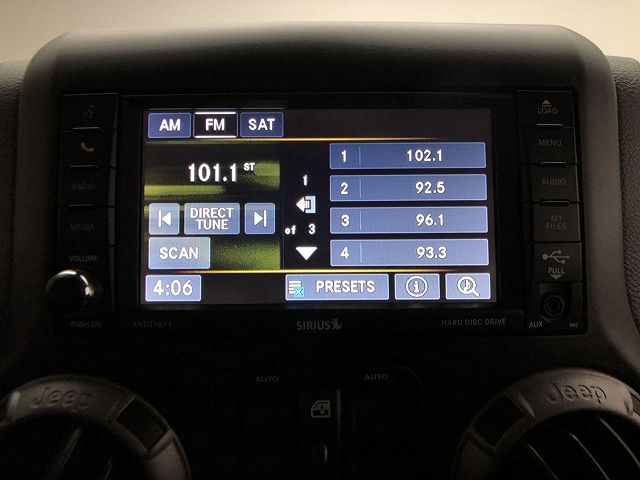 AM FM SAT
101.1 ST
DIRECT
TUNE
SCAN
1
of 3
1 102.1
2 92.5
3 96.1
4 93.3
4:06 PRESETS
RADIO
MEDIA
VOLUME
PUSH ON
ANTITHEFT
SIRIUS
HARD DISC DRIVE
LOAD
MENU
AUDIO
MY
FILES
PULL
AUX
RB2
AUTO AUTO
Jeep Jeep